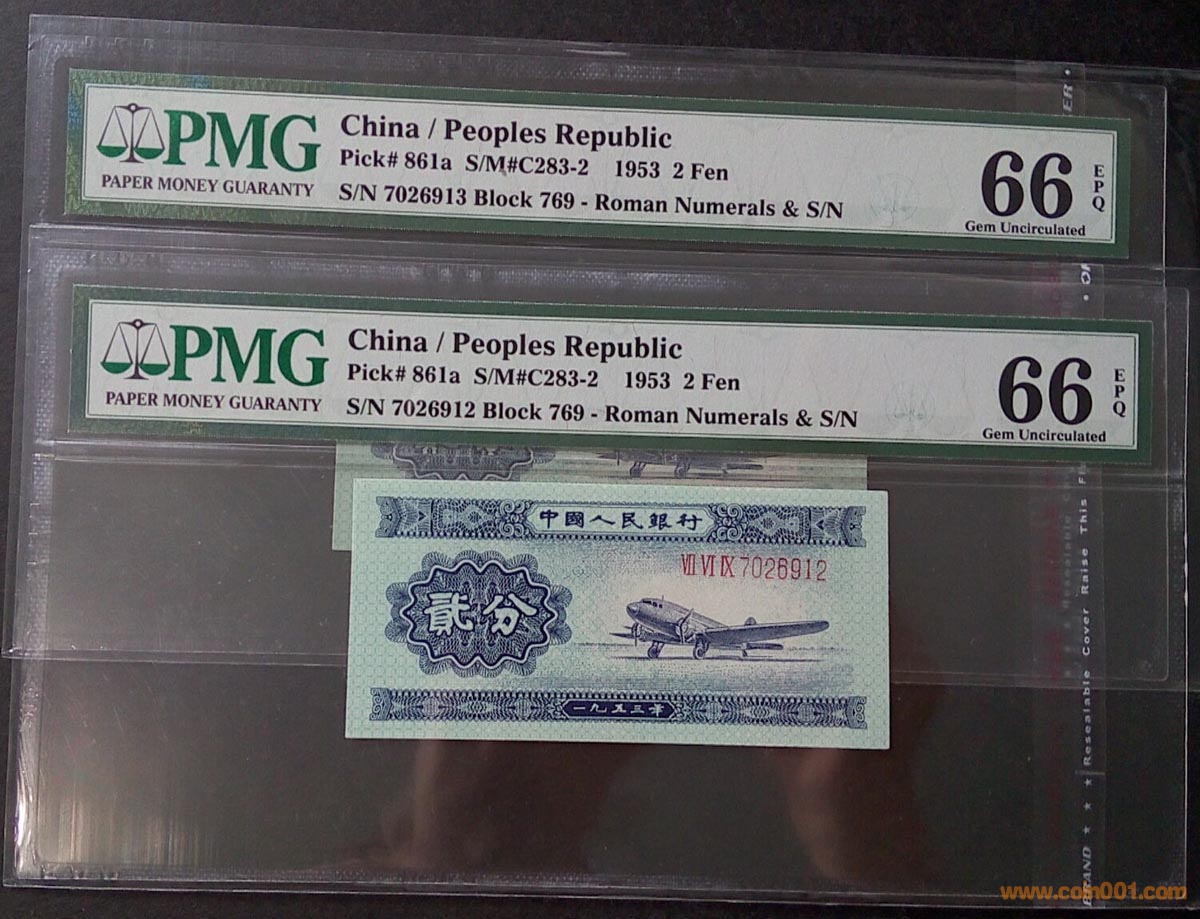 PMG
PAPER MONEY GUARANTY
China / Peoples Republic
Pick# 861a S/M#C283-2 1953 2 Fen
S/N 7026913 Block 769 - Roman Numerals & S/N
66
EPQ
Gem Uncirculated
PMG
PAPER MONEY GUARANTY
China / Peoples Republic
Pick# 861a S/M#C283-2 1953 2 Fen
S/N 7026912 Block 769 - Roman Numerals & S/N
66
EPQ
Gem Uncirculated
中國人民銀行
Ⅶ Ⅵ Ⅸ 7026912
貳分
一九五三年
BRAND ★ ★ Resealable Cover Raise This
www.coin001.com